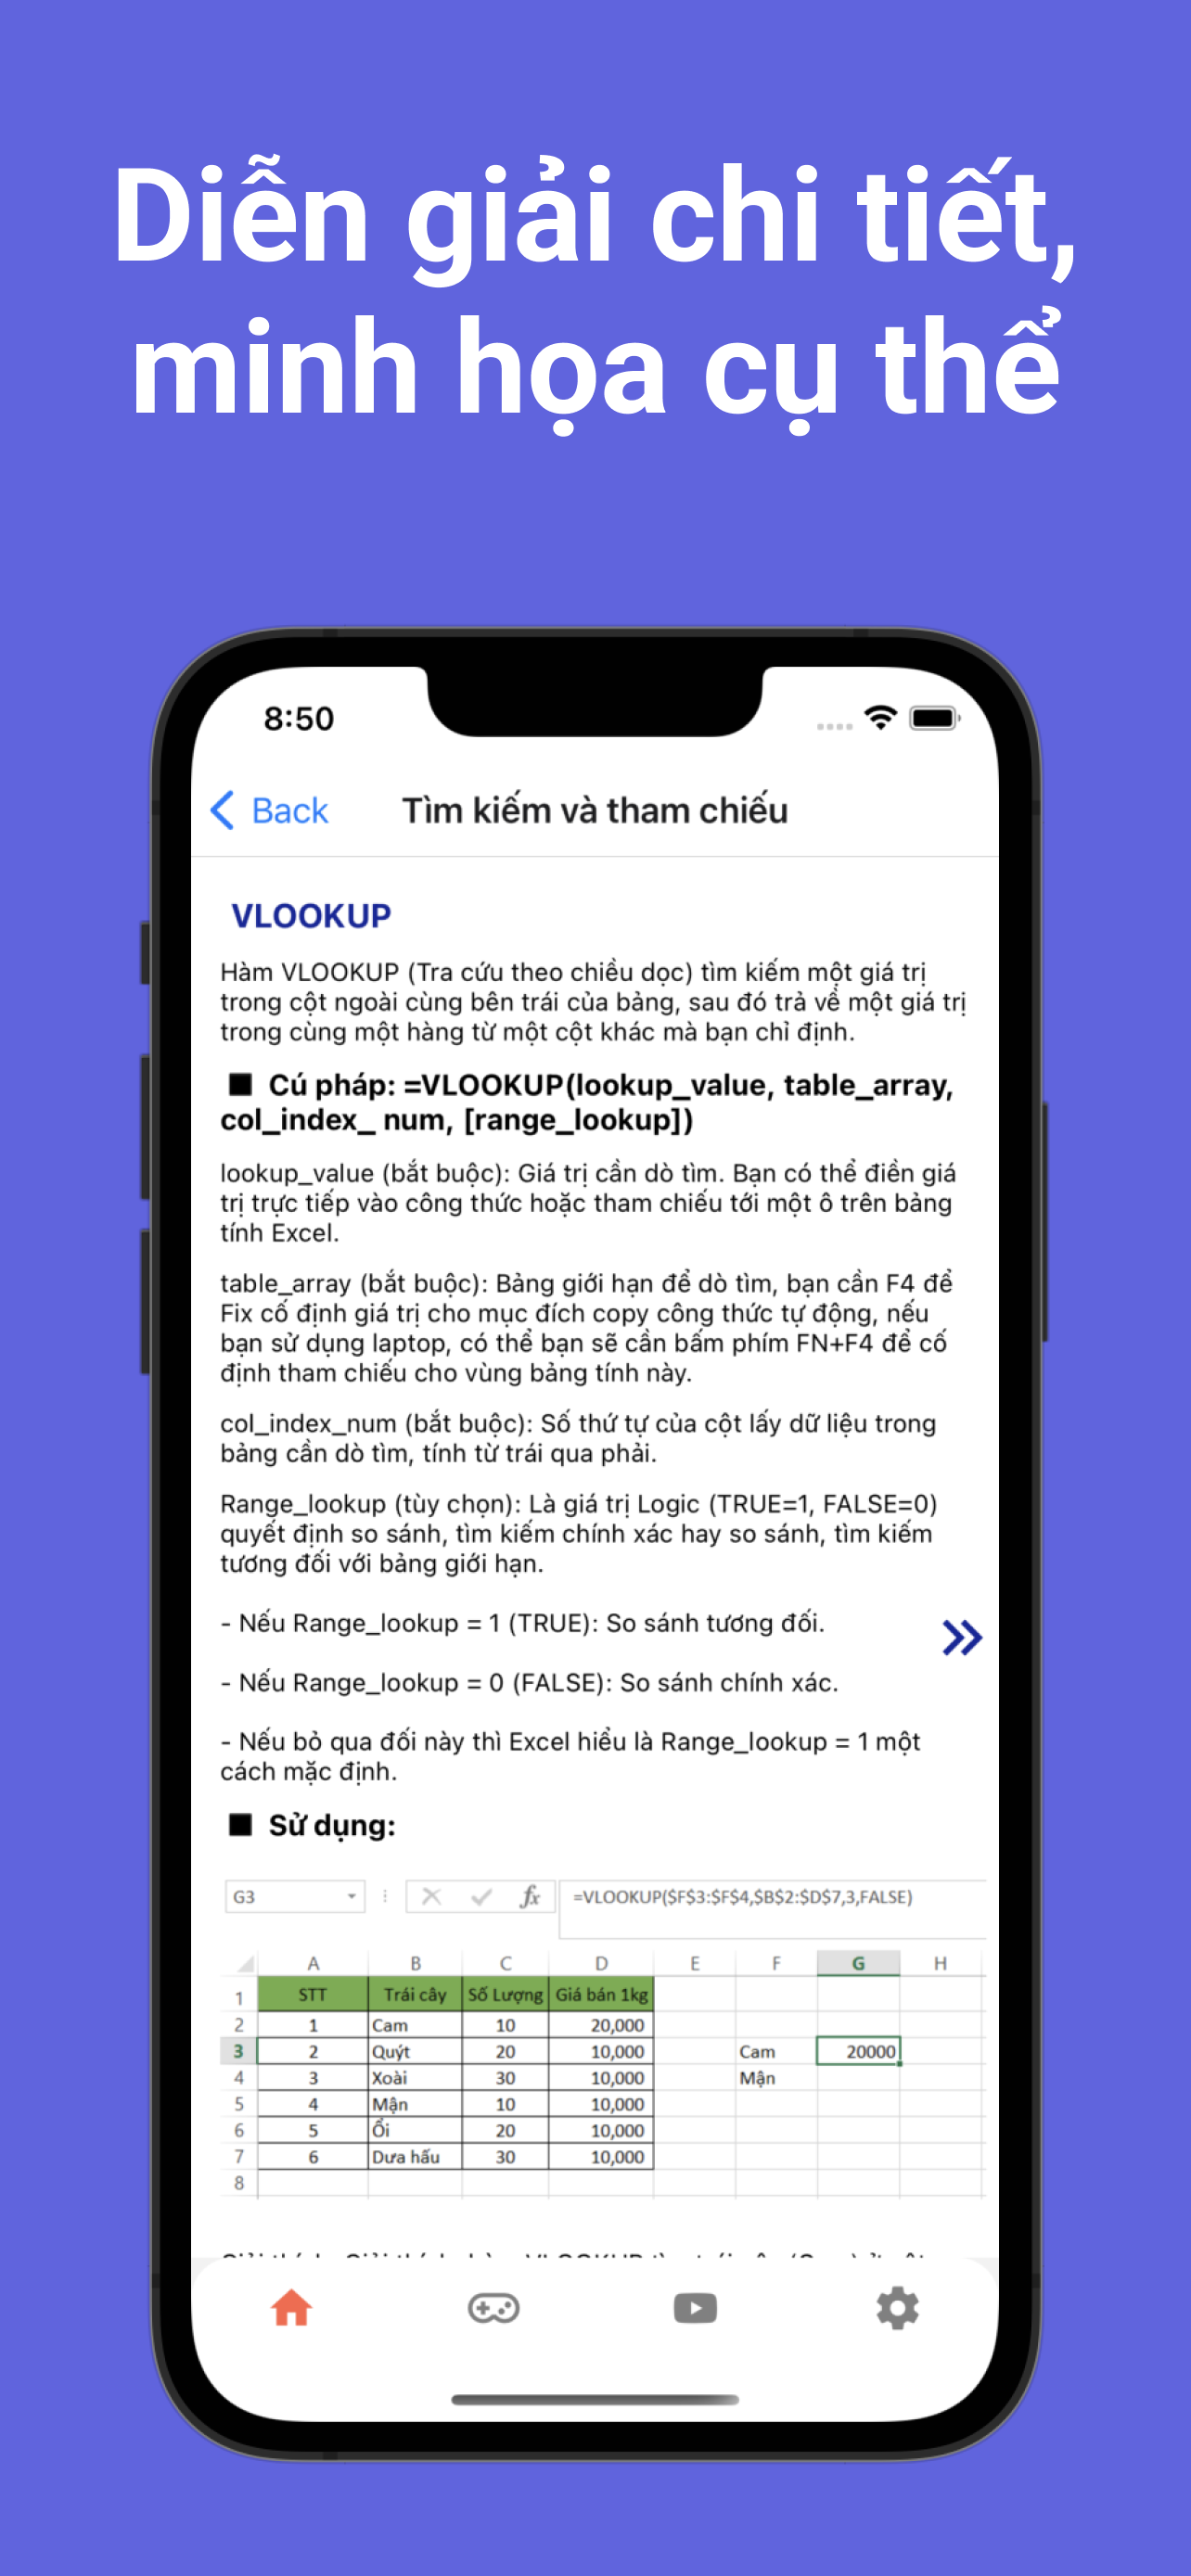 Diễn giải chi tiết,
minh họa cụ thể
8:50
Back
Tìm kiếm và tham chiếu
VLOOKUP
Hàm VLOOKUP (Tra cứu theo chiều dọc) tìm kiếm một giá trị
trong cột ngoài cùng bên trái của bảng, sau đó trả về một giá trị
trong cùng một hàng từ một cột khác mà bạn chỉ định.
Cú pháp: =VLOOKUP(lookup_value, table_array,
col_index_ num, [range_lookup])
lookup_value (bắt buộc): Giá trị cần dò tìm. Bạn có thể điền giá
trị trực tiếp vào công thức hoặc tham chiếu tới một ô trên bảng
tính Excel.
table_array (bắt buộc): Bảng giới hạn để dò tìm, bạn cần F4 để
Fix cố định giá trị cho mục đích copy công thức tự động, nếu
bạn sử dụng laptop, có thể bạn sẽ cần bấm phím FN+F4 để cố
định tham chiếu cho vùng bảng tính này.
col_index_num (bắt buộc): Số thứ tự của cột lấy dữ liệu trong
bảng cần dò tìm, tính từ trái qua phải.
Range_lookup (tùy chọn): Là giá trị Logic (TRUE=1, FALSE=0)
quyết định so sánh, tìm kiếm chính xác hay so sánh, tìm kiếm
tương đối với bảng giới hạn.
- Nếu Range_lookup = 1 (TRUE): So sánh tương đối.
- Nếu Range_lookup = 0 (FALSE): So sánh chính xác.
- Nếu bỏ qua đối này thì Excel hiểu là Range_lookup = 1 một
cách mặc định.
Sử dụng:
G3 fx =VLOOKUP($F$3:$F$4,$B$2:$D$7,3,FALSE)
A B C D E F G H
1 STT Trái cây Số Lượng Giá bán 1kg
2 1 Cam 10 20,000
3 2 Quýt 20 10,000 Cam 20000
4 3 Xoài 30 10,000 Mận
5 4 Mận 10 10,000
6 5 Ổi 20 10,000
7 6 Dưa hấu 30 10,000
8